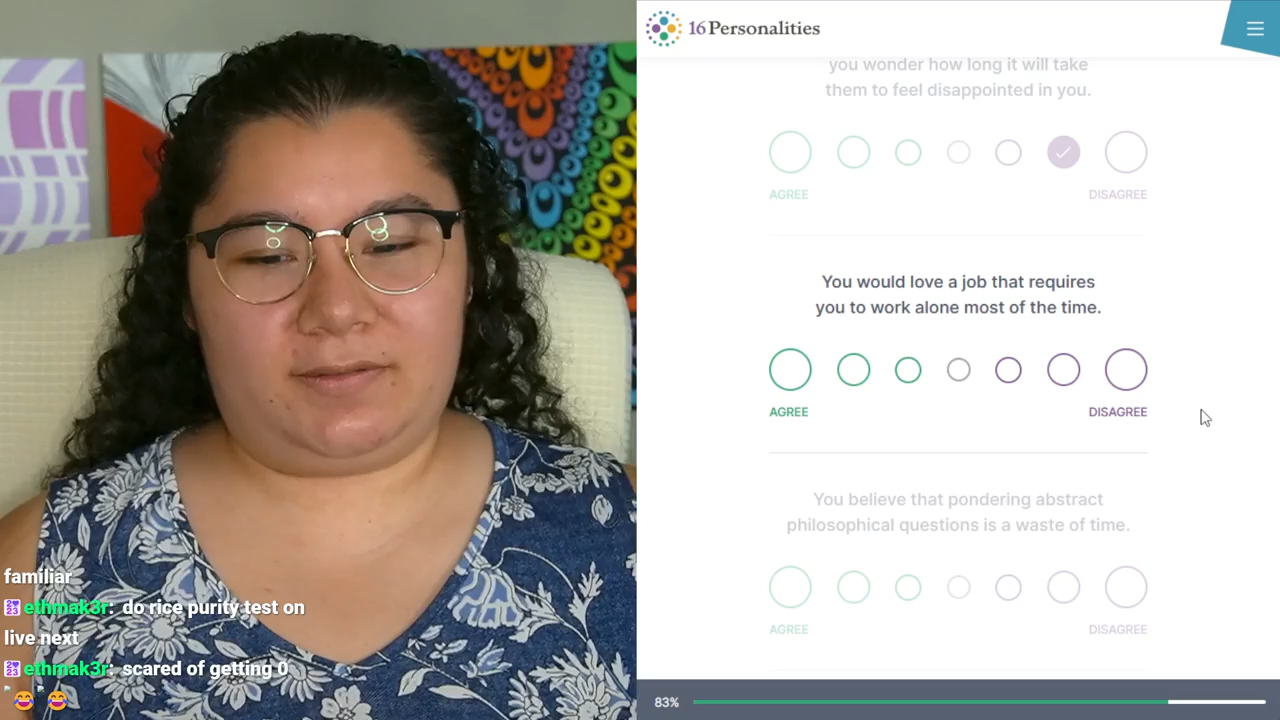 familiar
ethmak3r: do rice purity test on
live next
ethmak3r: scared of getting 0
😂 😂
16Personalities
you wonder how long it will take
them to feel disappointed in you.
AGREE DISAGREE
You would love a job that requires
you to work alone most of the time.
AGREE DISAGREE
You believe that pondering abstract
philosophical questions is a waste of time.
AGREE DISAGREE
83%